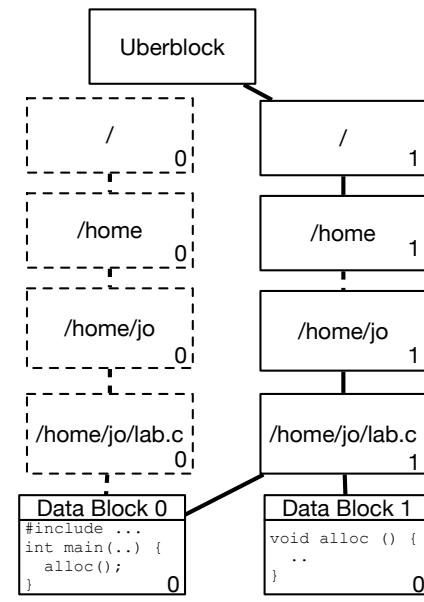 Uberblock
/
0
/
1
/home
0
/home
1
/home/jo
0
/home/jo
1
/home/jo/lab.c
0
/home/jo/lab.c
1
Data Block 0
#include ...
int main(..) {
alloc();
}
0
Data Block 1
void alloc () {
..
}
0